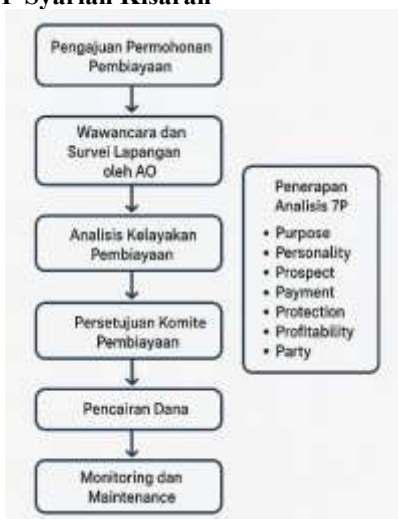 Syariah Kisaran
Pengajuan Permohonan
Pembiayaan
Wawancara dan
Survei Lapangan
oleh AO
Analisis Kelayakan
Pembiayaan
Persetujuan Komite
Pembiayaan
Pencairan Dana
Monitoring dan
Maintenance
Penerapan
Analisis 7P
• Purpose
• Personality
• Prospect
• Payment
• Protection
• Profitability
• Party